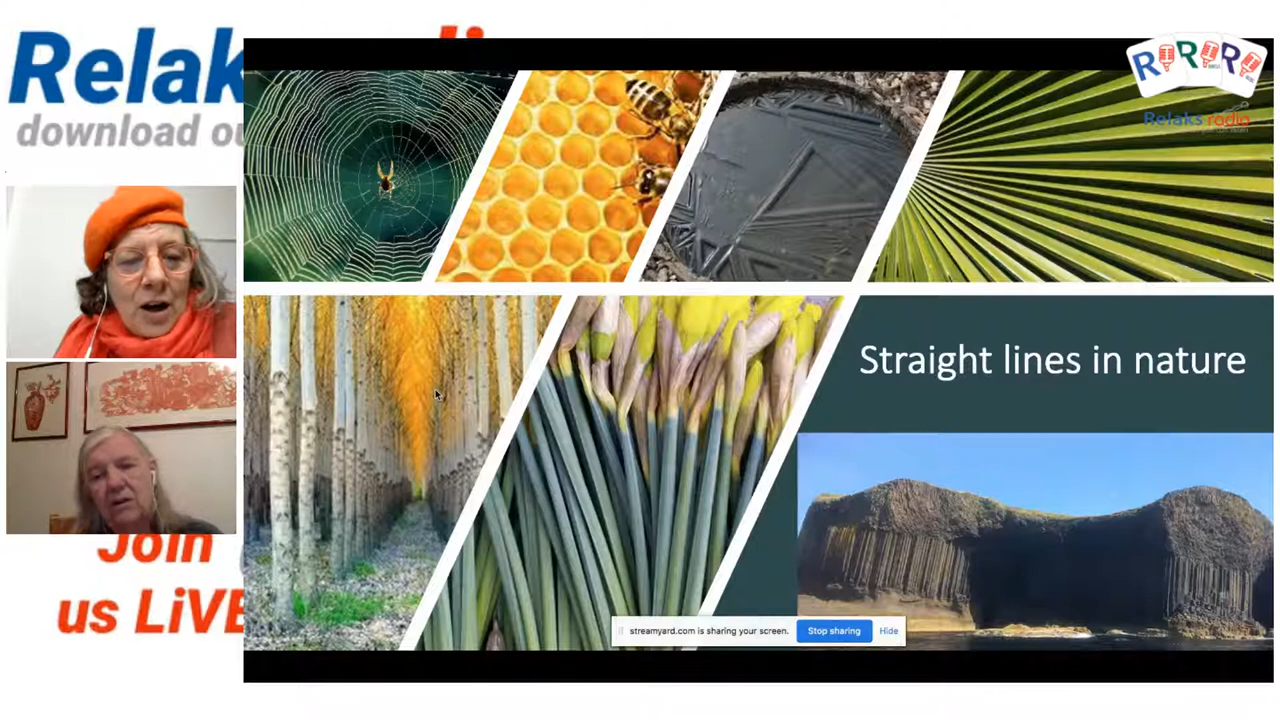 Relak
download ou
RRRR
Relaks radio
Straight lines in nature
streamyard.com is sharing your screen. Stop sharing Hide
Join
us LiVE